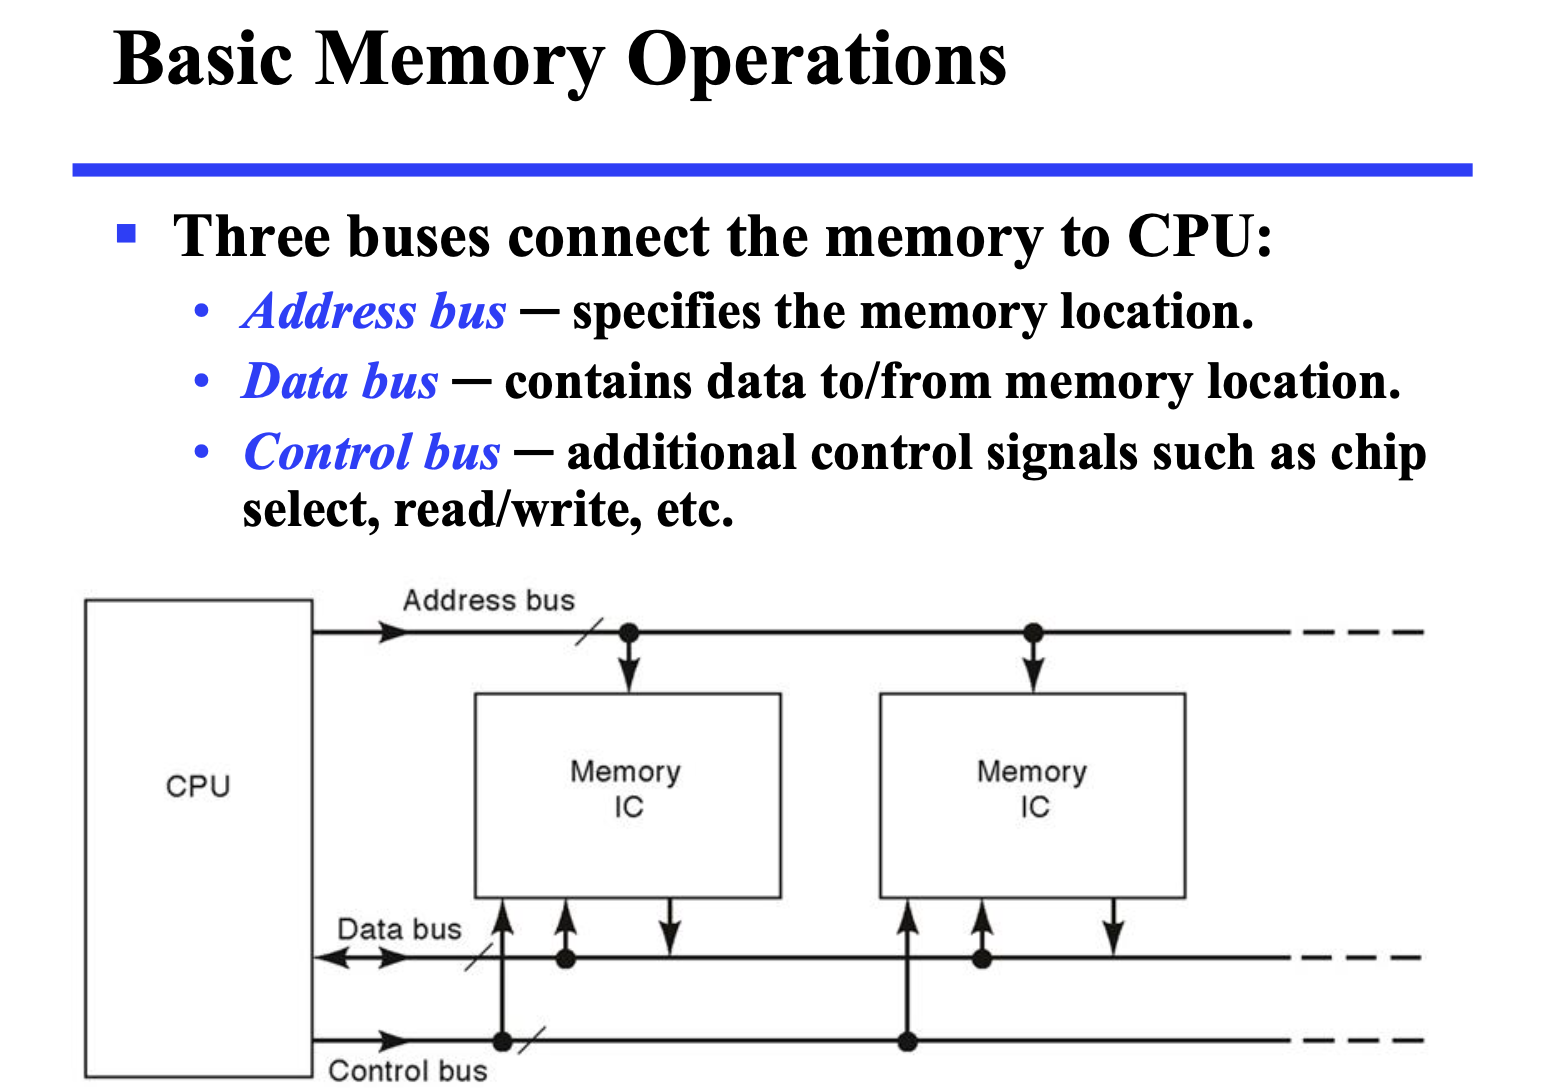 Basic Memory Operations
Three buses connect the memory to CPU:
Address bus — specifies the memory location.
Data bus — contains data to/from memory location.
Control bus — additional control signals such as chip
select, read/write, etc.
Address bus
CPU
Memory
IC
Memory
IC
Data bus
Control bus